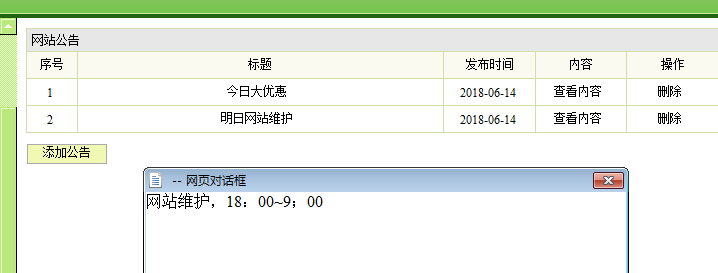 网站公告
序号 标题 发布时间 内容 操作
1 今日大优惠 2018-06-14 查看内容 删除
2 明日网站维护 2018-06-14 查看内容 删除
添加公告
-- 网页对话框
网站维护，18：00~9；00